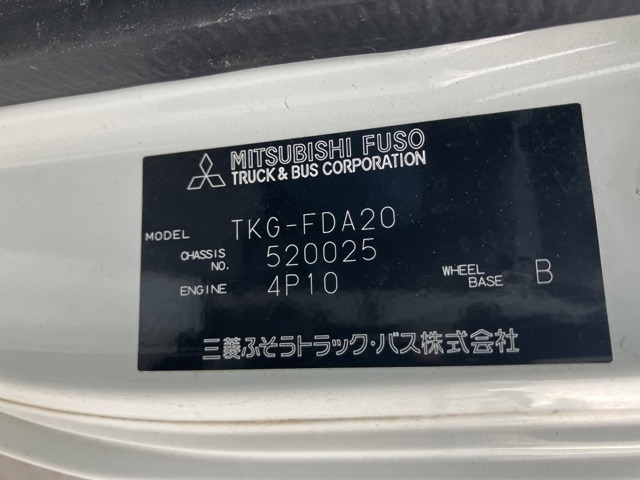 MITSUBISHI FUSO
TRUCK & BUS CORPORATION
MODEL TKG-FDA20
CHASSIS NO. 520025
ENGINE 4P10 WHEEL BASE B
三菱ふそうトラック・バス株式会社